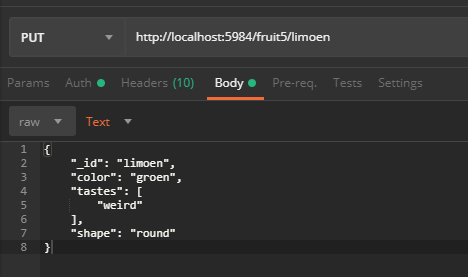 PUT http://localhost:5984/fruit5/limoen
Params Auth Headers (10) Body Pre-req. Tests Settings
raw Text
1 {
2 "_id": "limoen",
3 "color": "groen",
4 "tastes": [
5 "weird"
6 ],
7 "shape": "round"
8 }